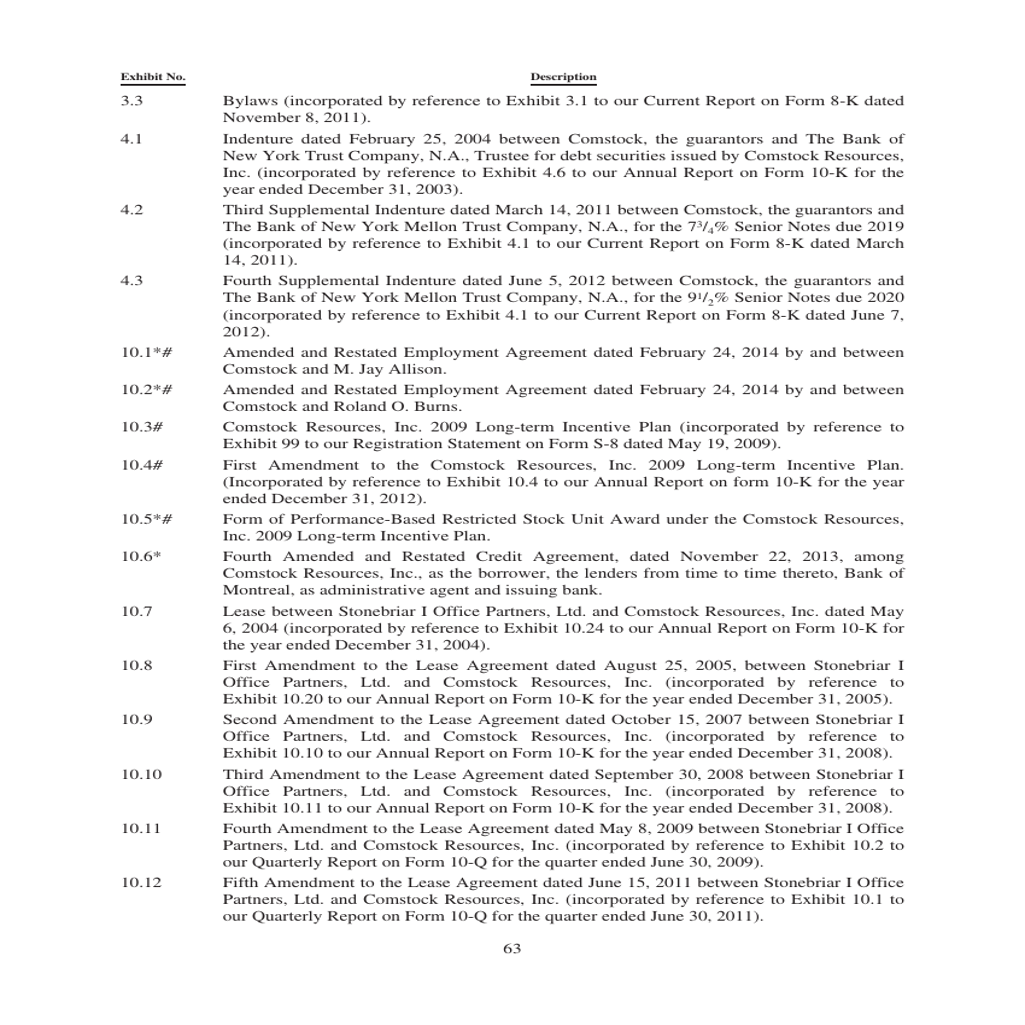 Exhibit No. Description
3.3 Bylaws (incorporated by reference to Exhibit 3.1 to our Current Report on Form 8-K dated
November 8, 2011).
4.1 Indenture dated February 25, 2004 between Comstock, the guarantors and The Bank of
New York Trust Company, N.A., Trustee for debt securities issued by Comstock Resources,
Inc. (incorporated by reference to Exhibit 4.6 to our Annual Report on Form 10-K for the
year ended December 31, 2003).
4.2 Third Supplemental Indenture dated March 14, 2011 between Comstock, the guarantors and
The Bank of New York Mellon Trust Company, N.A., for the 7 3/4% Senior Notes due 2019
(incorporated by reference to Exhibit 4.1 to our Current Report on Form 8-K dated March
14, 2011).
4.3 Fourth Supplemental Indenture dated June 5, 2012 between Comstock, the guarantors and
The Bank of New York Mellon Trust Company, N.A., for the 9 1/2% Senior Notes due 2020
(incorporated by reference to Exhibit 4.1 to our Current Report on Form 8-K dated June 7,
2012).
10.1*# Amended and Restated Employment Agreement dated February 24, 2014 by and between
Comstock and M. Jay Allison.
10.2*# Amended and Restated Employment Agreement dated February 24, 2014 by and between
Comstock and Roland O. Burns.
10.3# Comstock Resources, Inc. 2009 Long-term Incentive Plan (incorporated by reference to
Exhibit 99 to our Registration Statement on Form S-8 dated May 19, 2009).
10.4# First Amendment to the Comstock Resources, Inc. 2009 Long-term Incentive Plan.
(Incorporated by reference to Exhibit 10.4 to our Annual Report on form 10-K for the year
ended December 31, 2012).
10.5*# Form of Performance-Based Restricted Stock Unit Award under the Comstock Resources,
Inc. 2009 Long-term Incentive Plan.
10.6* Fourth Amended and Restated Credit Agreement, dated November 22, 2013, among
Comstock Resources, Inc., as the borrower, the lenders from time to time thereto, Bank of
Montreal, as administrative agent and issuing bank.
10.7 Lease between Stonebriar I Office Partners, Ltd. and Comstock Resources, Inc. dated May
6, 2004 (incorporated by reference to Exhibit 10.24 to our Annual Report on Form 10-K for
the year ended December 31, 2004).
10.8 First Amendment to the Lease Agreement dated August 25, 2005, between Stonebriar I
Office Partners, Ltd. and Comstock Resources, Inc. (incorporated by reference to
Exhibit 10.20 to our Annual Report on Form 10-K for the year ended December 31, 2005).
10.9 Second Amendment to the Lease Agreement dated October 15, 2007 between Stonebriar I
Office Partners, Ltd. and Comstock Resources, Inc. (incorporated by reference to
Exhibit 10.10 to our Annual Report on Form 10-K for the year ended December 31, 2008).
10.10 Third Amendment to the Lease Agreement dated September 30, 2008 between Stonebriar I
Office Partners, Ltd. and Comstock Resources, Inc. (incorporated by reference to
Exhibit 10.11 to our Annual Report on Form 10-K for the year ended December 31, 2008).
10.11 Fourth Amendment to the Lease Agreement dated May 8, 2009 between Stonebriar I Office
Partners, Ltd. and Comstock Resources, Inc. (incorporated by reference to Exhibit 10.2 to
our Quarterly Report on Form 10-Q for the quarter ended June 30, 2009).
10.12 Fifth Amendment to the Lease Agreement dated June 15, 2011 between Stonebriar I Office
Partners, Ltd. and Comstock Resources, Inc. (incorporated by reference to Exhibit 10.1 to
our Quarterly Report on Form 10-Q for the quarter ended June 30, 2011).
63